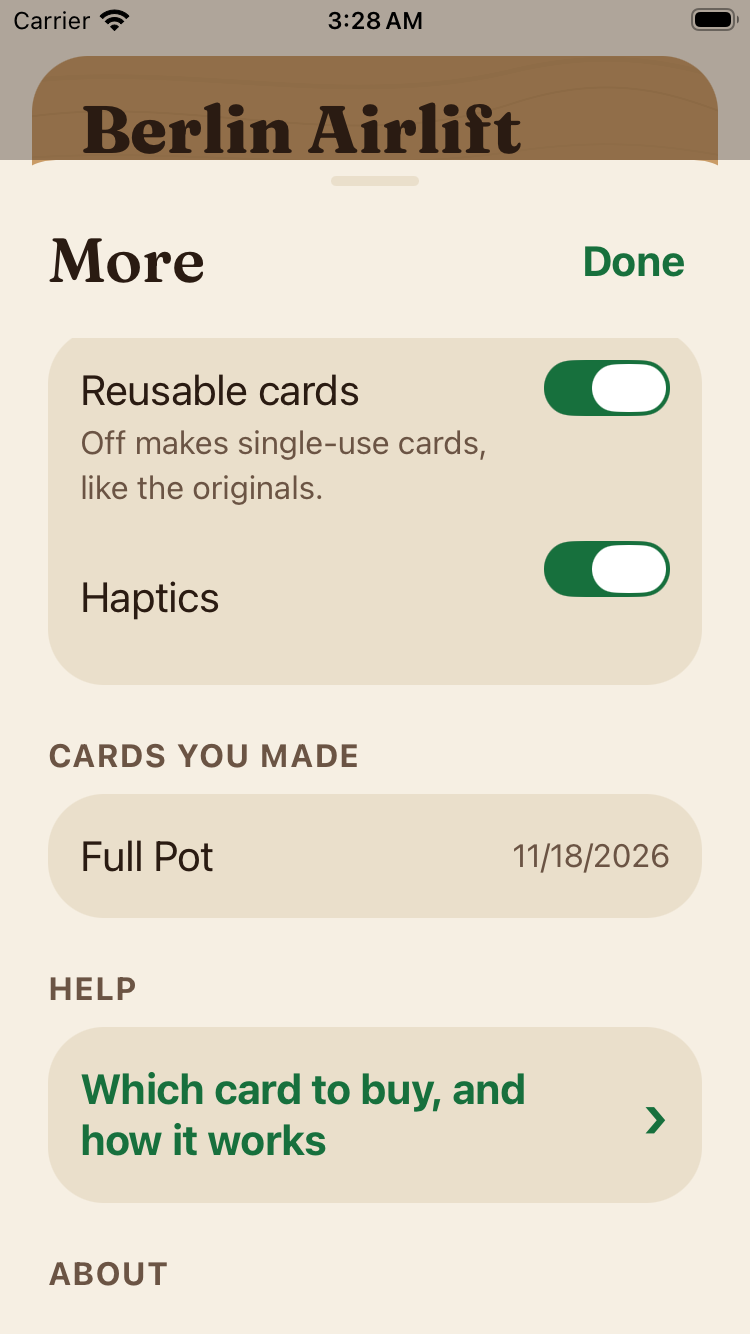 Carrier 3:28 AM
Berlin Airlift
More Done
Reusable cards
Off makes single-use cards,
like the originals.
Haptics
CARDS YOU MADE
Full Pot 11/18/2026
HELP
Which card to buy, and
how it works
ABOUT